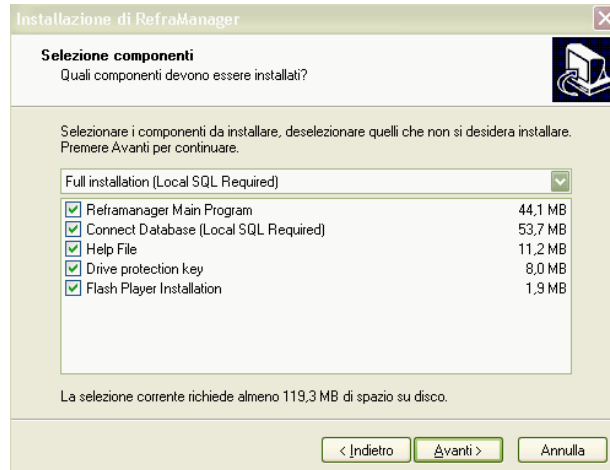 Installazione di RefraManager
Selezione componenti
Quali componenti devono essere installati?
Selezionare i componenti da installare, deselezionare quelli che non si desidera installare.
Premere Avanti per continuare.
Full installation (Local SQL Required)
Reframanager Main Program 44,1 MB
Connect Database (Local SQL Required) 53,7 MB
Help File 11,2 MB
Drive protection key 8,0 MB
Flash Player Installation 1,9 MB
La selezione corrente richiede almeno 119,3 MB di spazio su disco.
< Indietro Avanti > Annulla